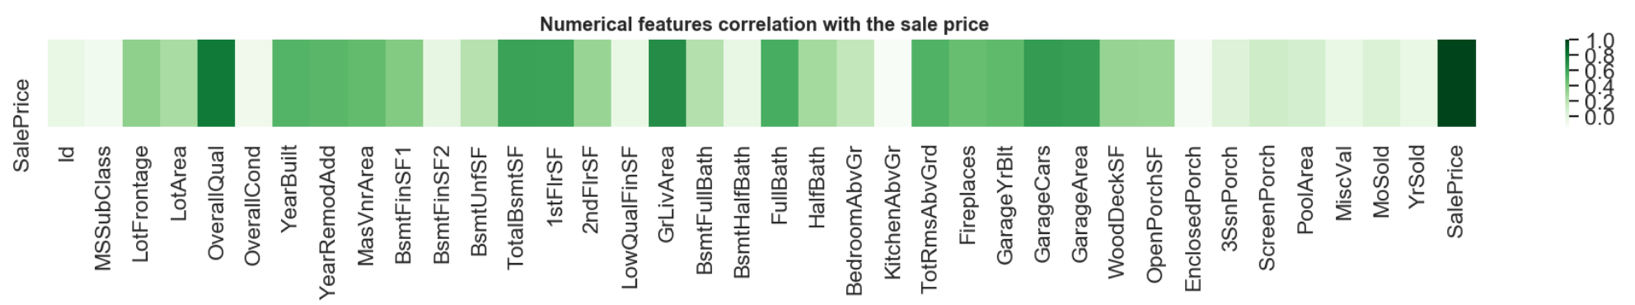 Numerical features correlation with the sale price
SalePrice
Id
MSSubClass
LotFrontage
LotArea
OverallQual
OverallCond
YearBuilt
YearRemodAdd
MasVnrArea
BsmtFinSF1
BsmtFinSF2
BsmtUnfSF
TotalBsmtSF
1stFlrSF
2ndFlrSF
LowQualFinSF
GrLivArea
BsmtFullBath
BsmtHalfBath
FullBath
HalfBath
BedroomAbvGr
KitchenAbvGr
TotRmsAbvGrd
Fireplaces
GarageYrBlt
GarageCars
GarageArea
WoodDeckSF
OpenPorchSF
EnclosedPorch
3SsnPorch
ScreenPorch
PoolArea
MiscVal
MoSold
YrSold
SalePrice
1.0
0.8
0.6
0.4
0.2
0.0